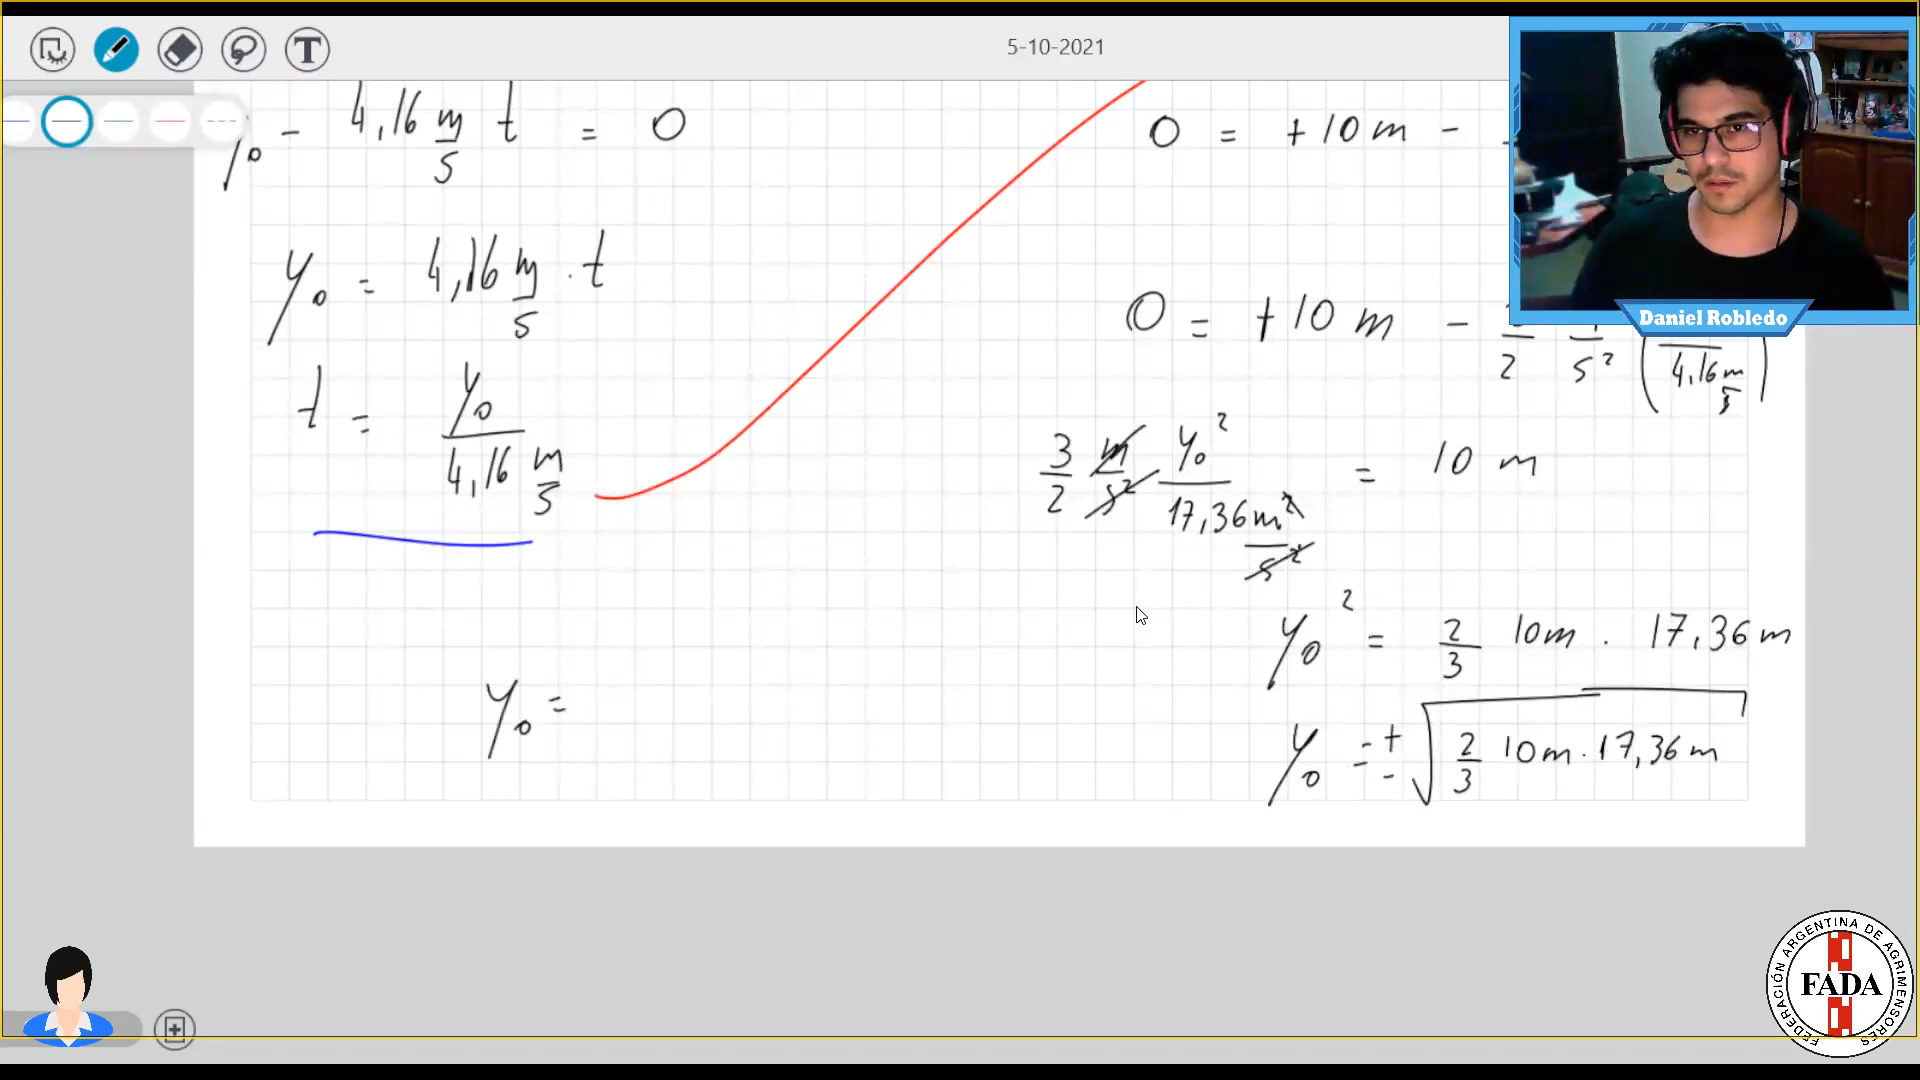 T
5-10-2021
y₀ - 4,16 m/s t = 0
y₀ = 4,16 m/s . t
t = y₀ / 4,16 m/s
y₀ =
0 = +10 m -
0 = +10 m - /2 /s² ( /4,16 m/s )
3/2 m/s² y₀²/17,36 m²/s² = 10 m
y₀² = 2/3 10m . 17,36 m
y₀ = ± √ 2/3 10m . 17,36 m
Daniel Robledo
FEDERACIÓN ARGENTINA DE AGRIMENSORES
FADA